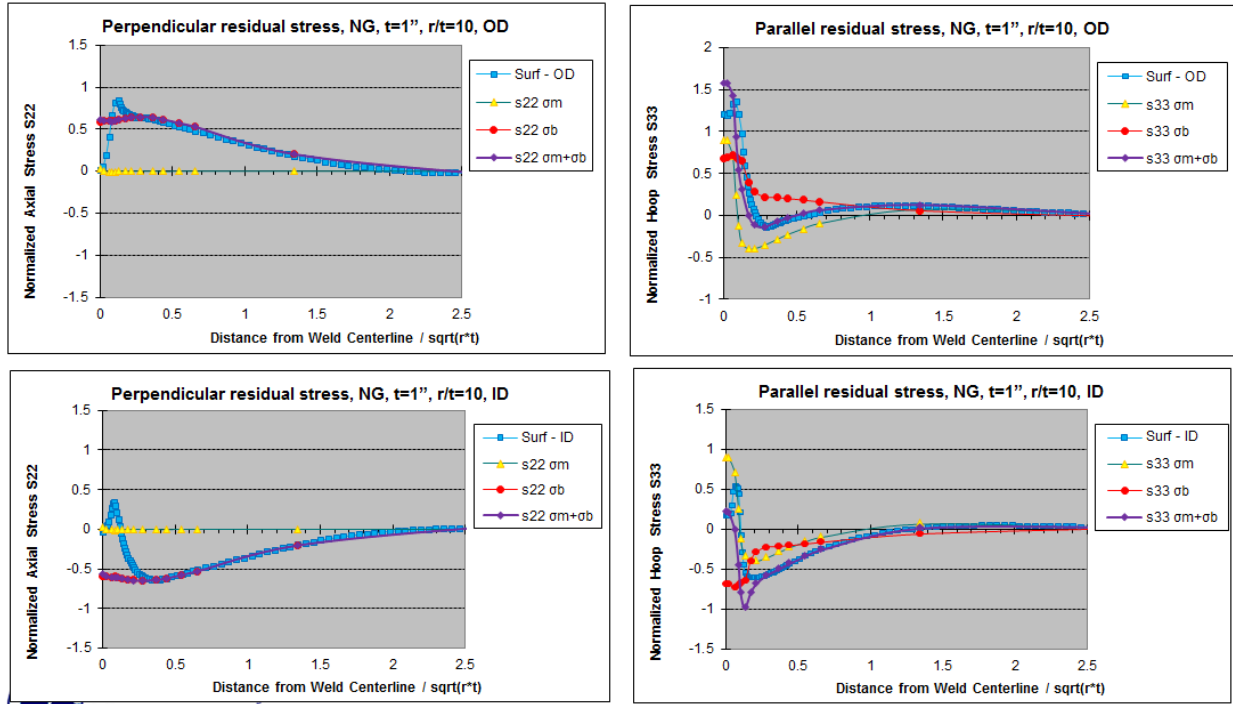 Perpendicular residual stress, NG, t=1”, r/t=10, OD
Normalized Axial Stress S22
1.5
1
0.5
0
-0.5
-1
-1.5
0 0.5 1 1.5 2 2.5
Distance from Weld Centerline / sqrt(r*t)
Surf - OD
s22 σm
s22 σb
s22 σm+σb
Parallel residual stress, NG, t=1”, r/t=10, OD
Normalized Hoop Stress S33
2
1.5
1
0.5
0
-0.5
-1
0 0.5 1 1.5 2 2.5
Distance from Weld Centerline / sqrt(r*t)
Surf - OD
s33 σm
s33 σb
s33 σm+σb
Perpendicular residual stress, NG, t=1”, r/t=10, ID
Normalized Axial Stress S22
1.5
1
0.5
0
-0.5
-1
-1.5
0 0.5 1 1.5 2 2.5
Distance from Weld Centerline / sqrt(r*t)
Surf - ID
s22 σm
s22 σb
s22 σm+σb
Parallel residual stress, NG, t=1”, r/t=10, ID
Normalized Hoop Stress S33
1.5
1
0.5
0
-0.5
-1
-1.5
0 0.5 1 1.5 2 2.5
Distance from Weld Centerline / sqrt(r*t)
Surf - ID
s33 σm
s33 σb
s33 σm+σb